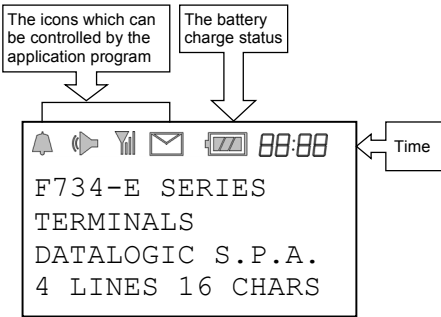 The icons which can
be controlled by the
application program
The battery
charge status
88:88
Time
F734-E SERIES
TERMINALS
DATALOGIC S.P.A.
4 LINES 16 CHARS